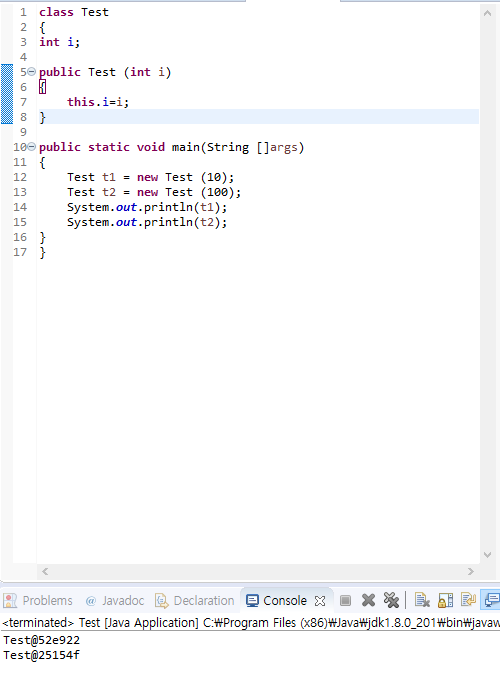 1 class Test
2 {
3 int i;
4
5 public Test (int i)
6 {
7     this.i=i;
8 }
9
10 public static void main(String []args)
11 {
12     Test t1 = new Test (10);
13     Test t2 = new Test (100);
14     System.out.println(t1);
15     System.out.println(t2);
16 }
17 }
Problems @ Javadoc Declaration Console
<terminated> Test [Java Application] C:₩Program Files (x86)₩Java₩jdk1.8.0_201₩bin₩javaw
Test@52e922
Test@25154f